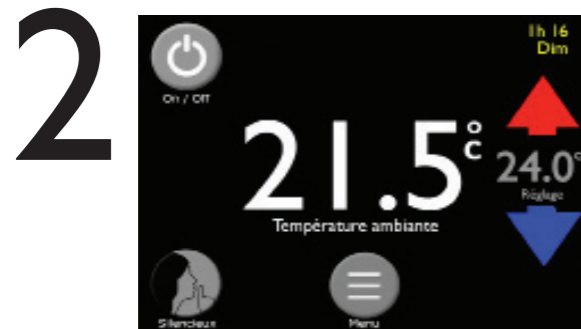 2
1h 16
Dim
On / Off
21.5°C
24.0°
Réglage
Température ambiante
Silencieux
Menu